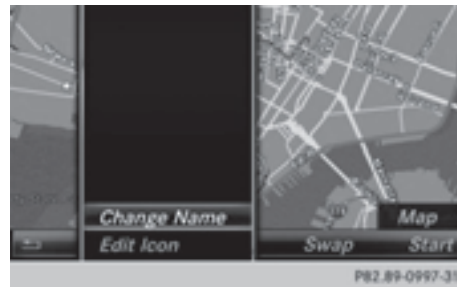 Change Name
Map
Edit Icon
Swap
Start
P82.89-0997-31